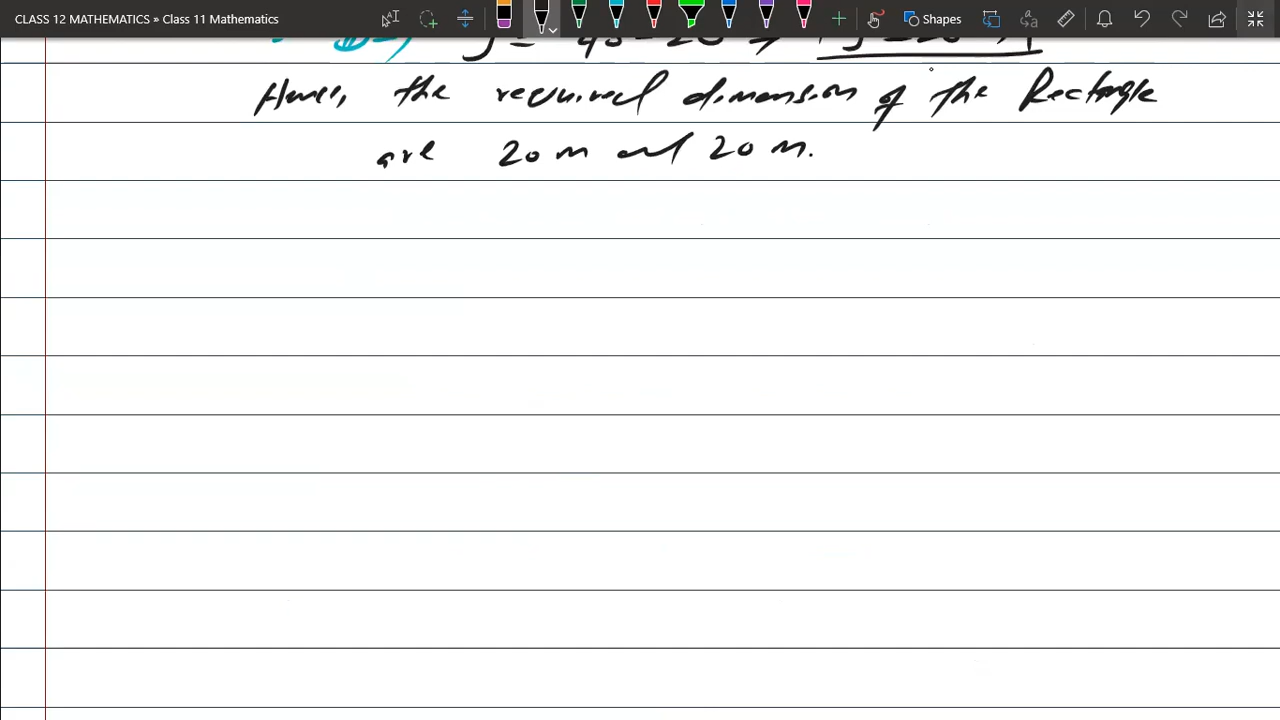 CLASS 12 MATHEMATICS » Class 11 Mathematics
Shapes
Hence, the required dimension of the Rectangle
are 20 m and 20 m.